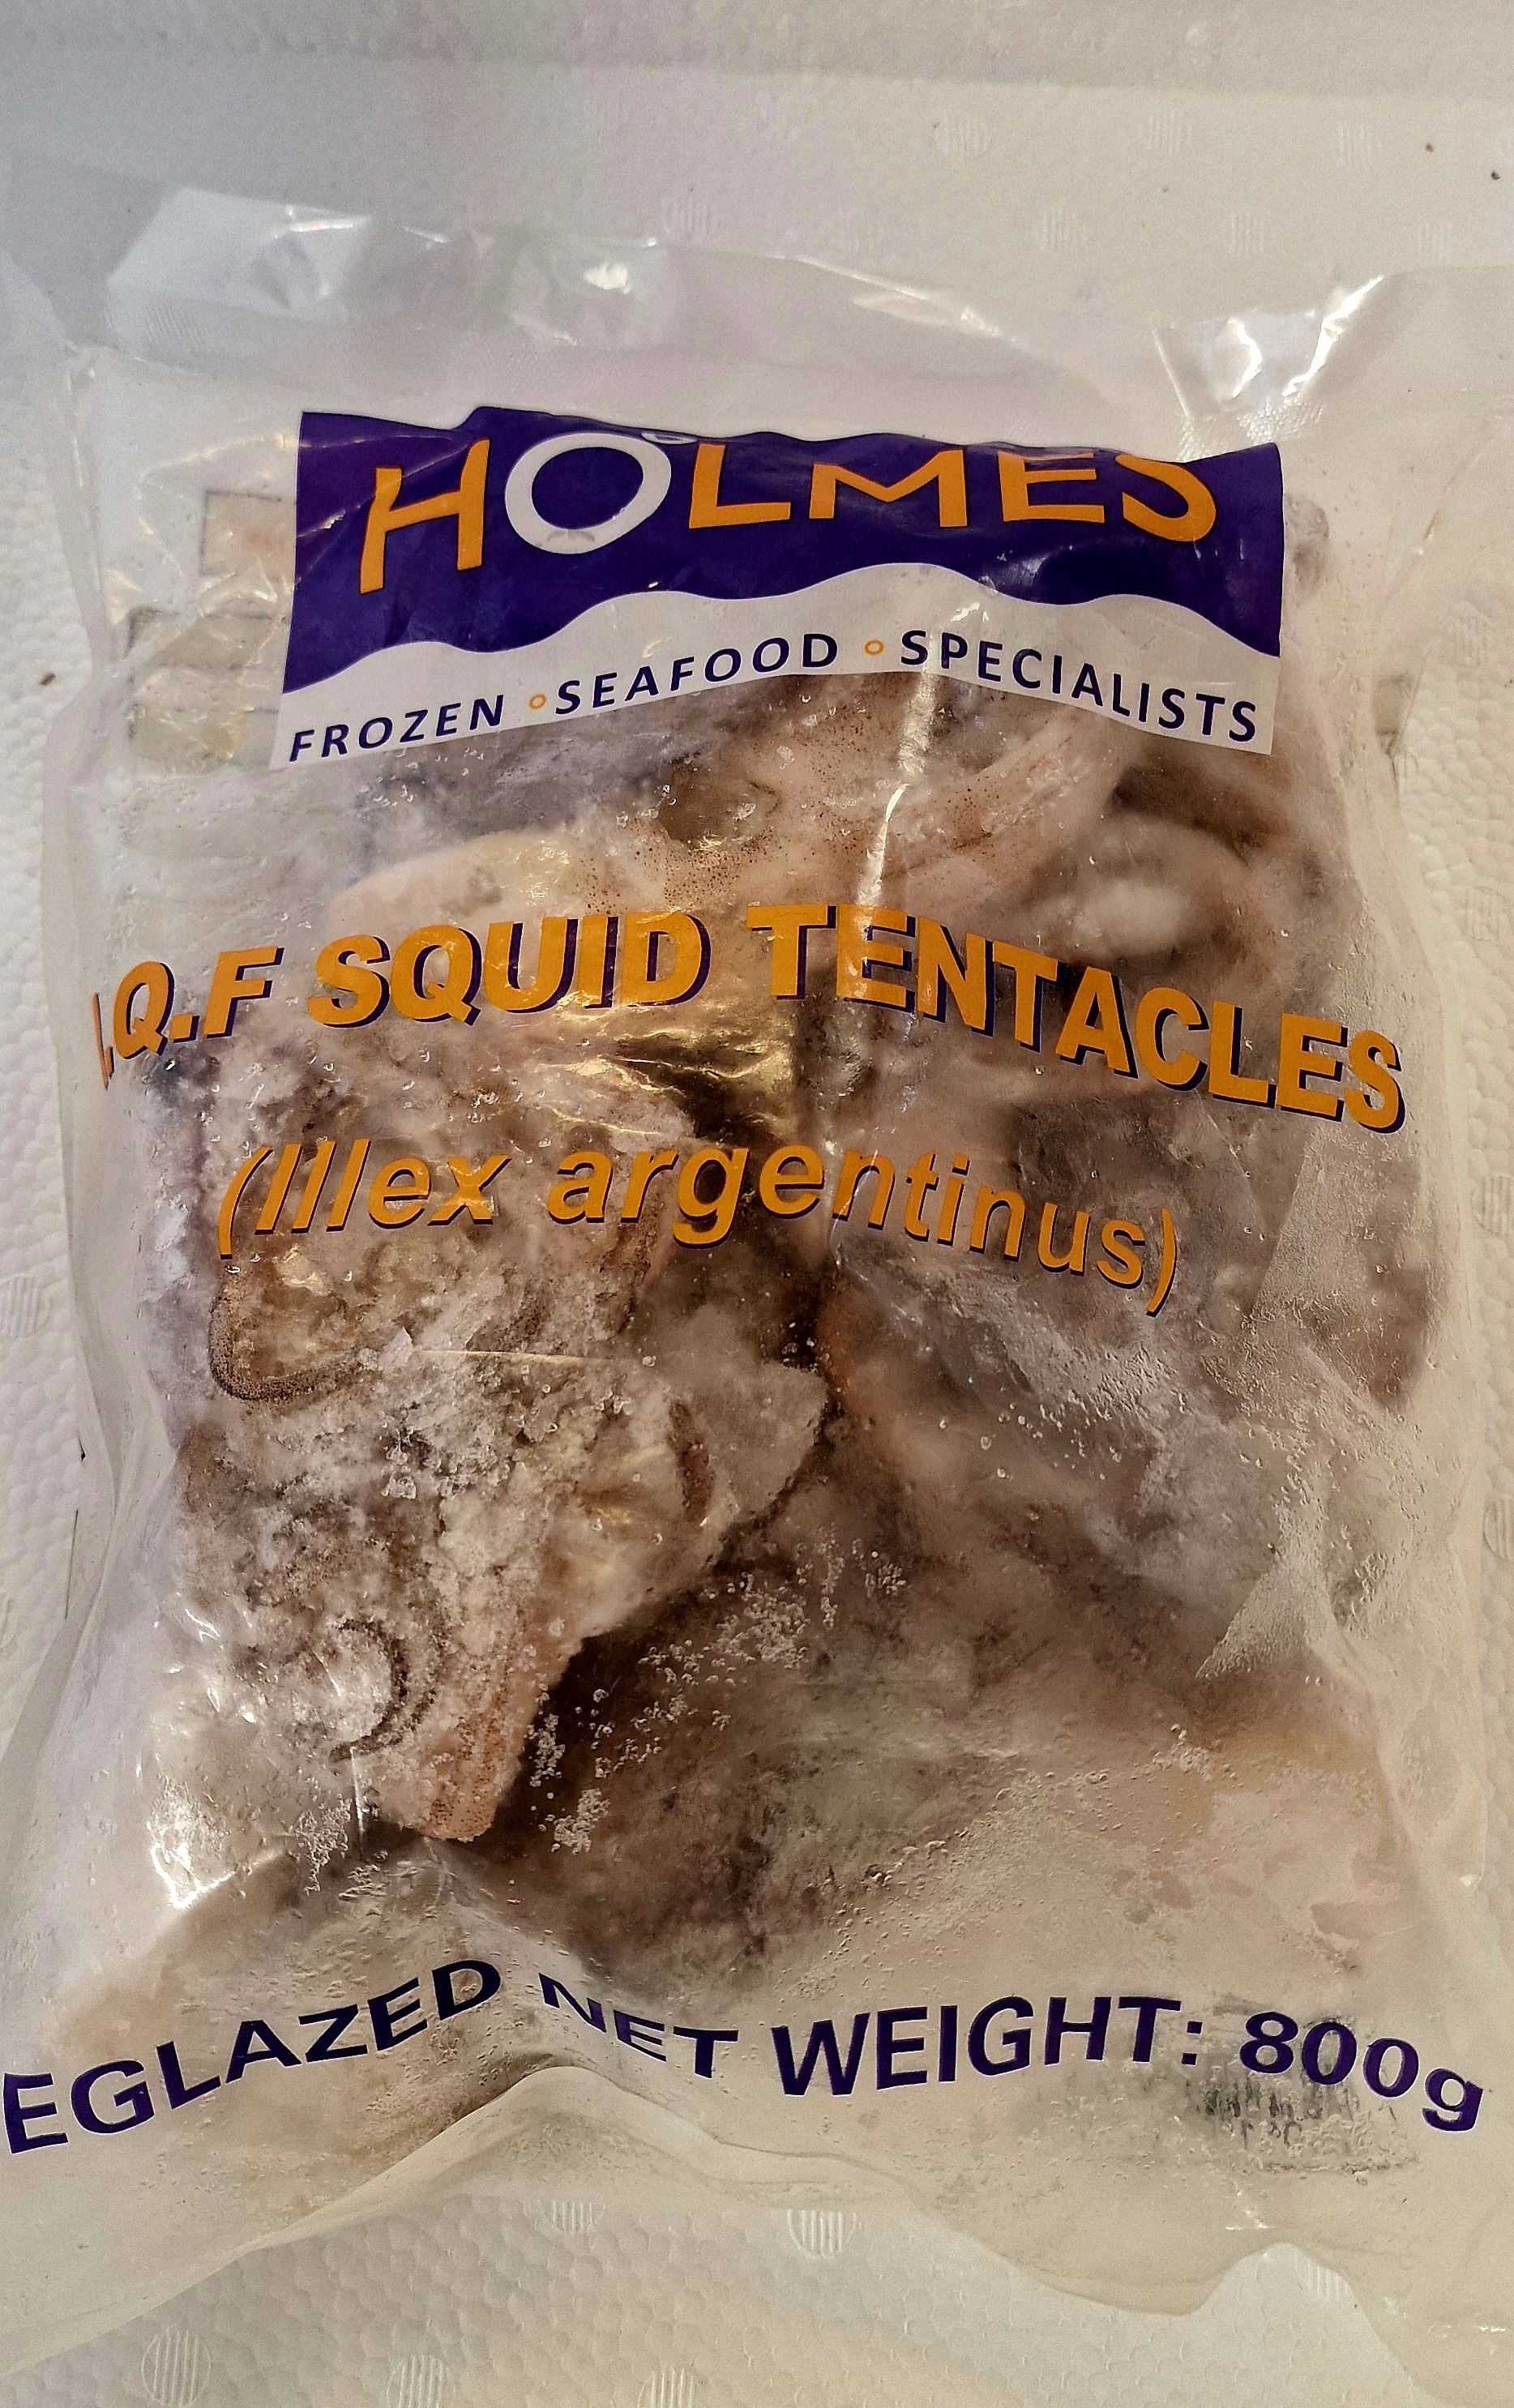 HOLMES
FROZEN SEAFOOD SPECIALISTS
I.Q.F SQUID TENTACLES
(Illex argentinus)
EGLAZED NET WEIGHT: 800g